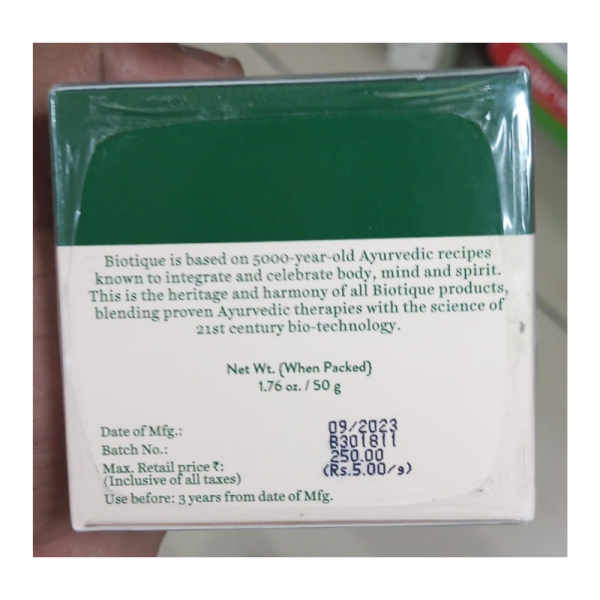 Biotique is based on 5000-year-old Ayurvedic recipes
known to integrate and celebrate body, mind and spirit.
This is the heritage and harmony of all Biotique products,
blending proven Ayurvedic therapies with the science of
21st century bio-technology.
Net Wt. {When Packed}
1.76 oz. / 50 g
Date of Mfg.: 09/2023
Batch No.: B301811
Max. Retail price ₹: 250.00
(Inclusive of all taxes) (Rs.5.00/g)
Use before: 3 years from date of Mfg.